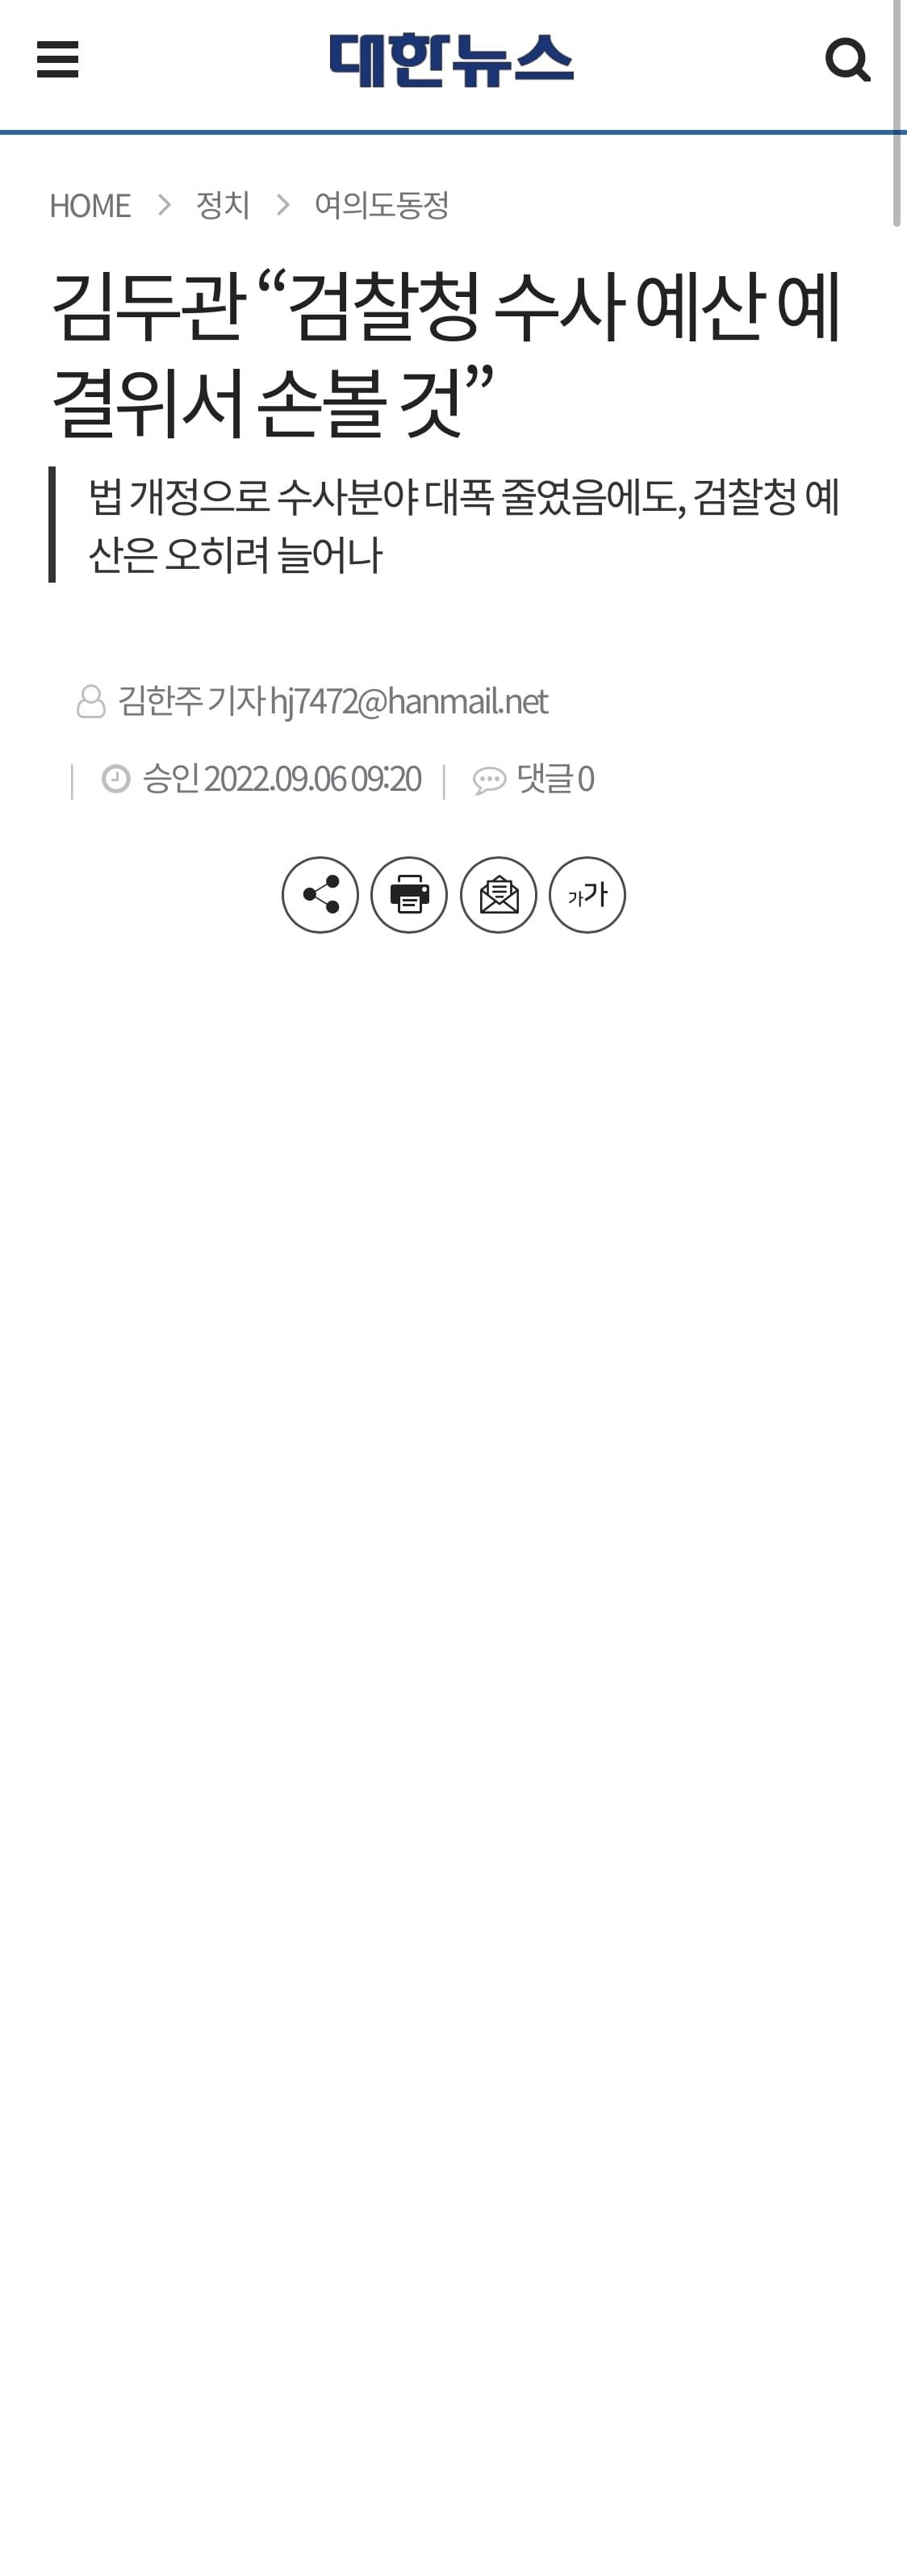 대한뉴스
HOME > 정치 > 여의도동정
김두관 “검찰청 수사 예산 예
결위서 손볼 것”
법 개정으로 수사분야 대폭 줄였음에도, 검찰청 예
산은 오히려 늘어나
김한주 기자 hj7472@hanmail.net
승인 2022.09.06 09:20 | 댓글 0
가가